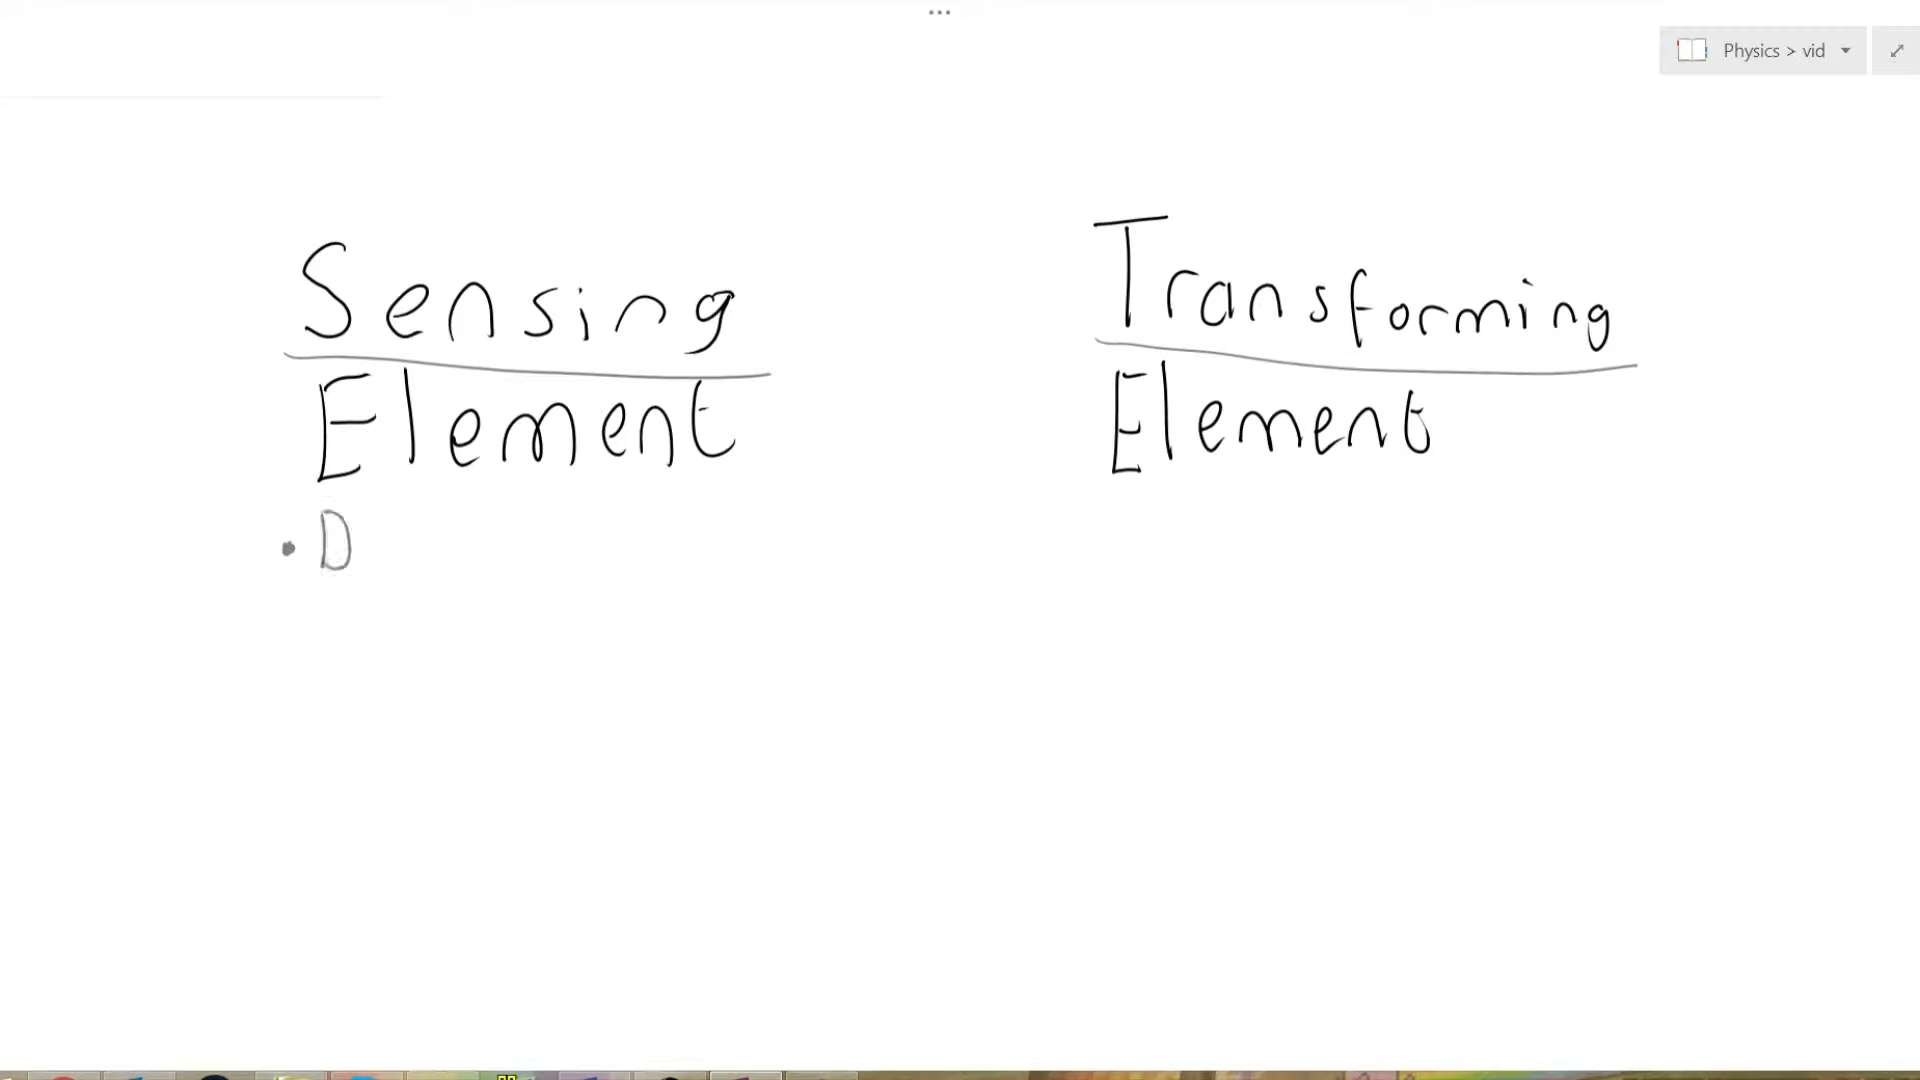 Physics > vid
Sensing
Element
• D
Transforming
Element